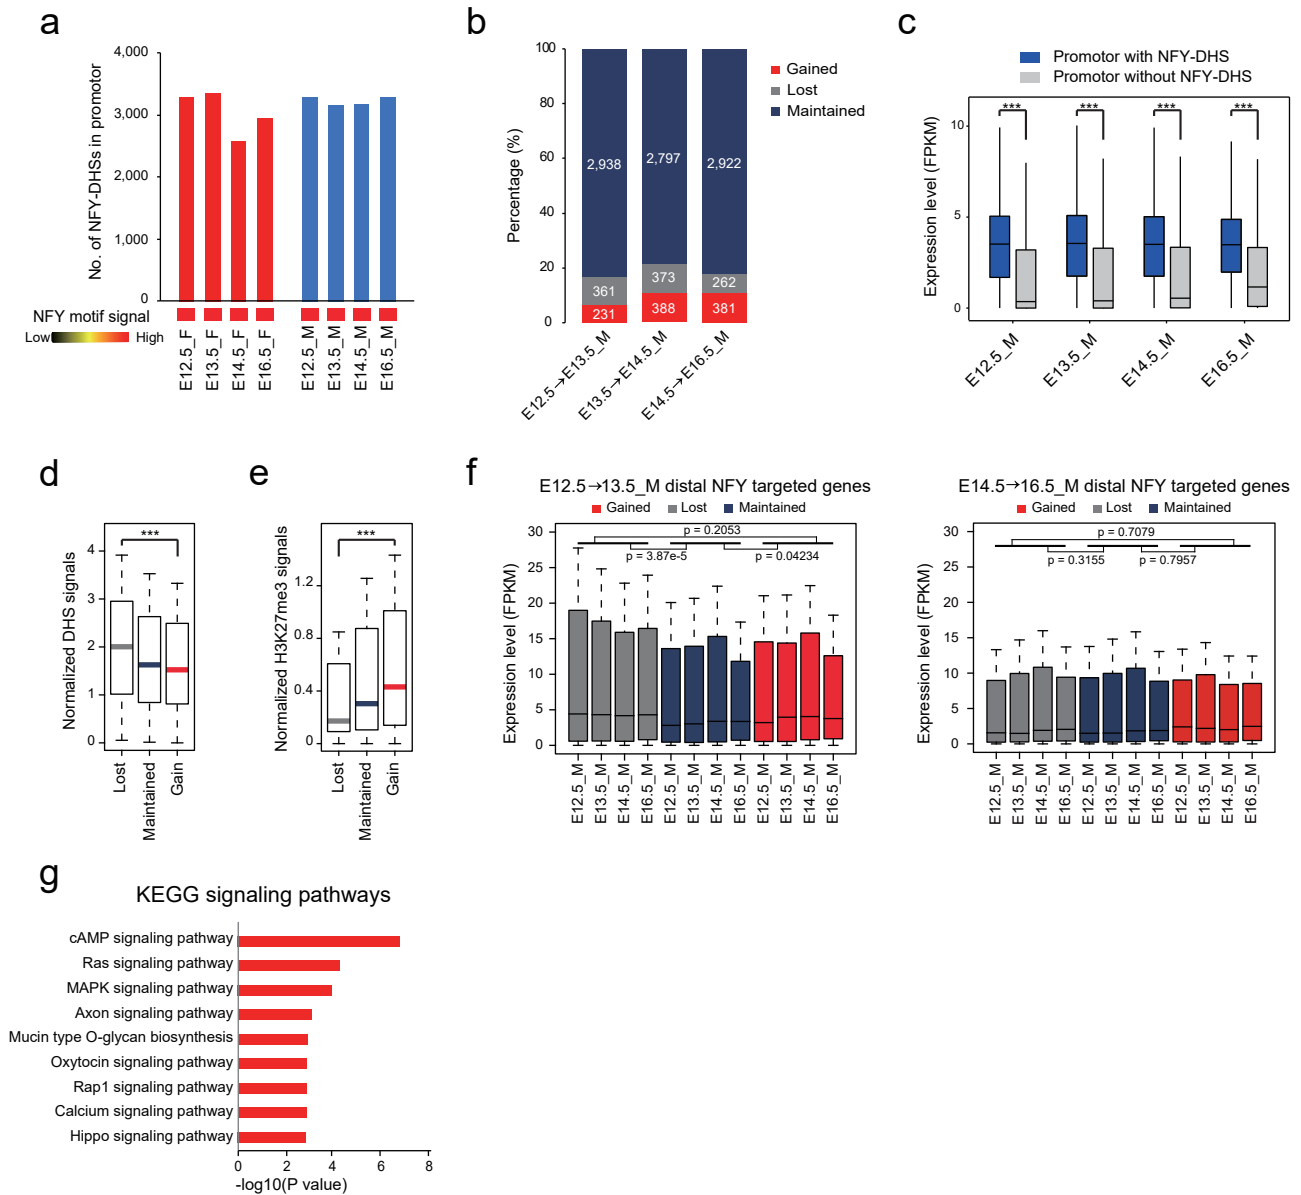 a
No. of NFY-DHSs in promotor
4,000
3,000
2,000
1,000
0
NFY motif signal
Low
High
E12.5_F
E13.5_F
E14.5_F
E16.5_F
E12.5_M
E13.5_M
E14.5_M
E16.5_M
b
Percentage (%)
100
80
60
40
20
0
2,938
361
231
2,797
373
388
2,922
262
381
Gained
Lost
Maintained
E12.5→E13.5_M
E13.5→E14.5_M
E14.5→E16.5_M
c
Promotor with NFY-DHS
Promotor without NFY-DHS
Expression level (FPKM)
10
5
0
***
***
***
***
E12.5_M
E13.5_M
E14.5_M
E16.5_M
d
Normalized DHS signals
4
3
2
1
0
***
Lost
Maintained
Gain
e
Normalized H3K27me3 signals
1.2
0.8
0.4
0
***
Lost
Maintained
Gain
f
E12.5→13.5_M distal NFY targeted genes
Gained
Lost
Maintained
Expression level (FPKM)
30
25
20
15
10
5
0
p = 0.2053
p = 3.87e-5
p = 0.04234
E12.5_M
E13.5_M
E14.5_M
E16.5_M
E12.5_M
E13.5_M
E14.5_M
E16.5_M
E12.5_M
E13.5_M
E14.5_M
E16.5_M
E14.5→16.5_M distal NFY targeted genes
Gained
Lost
Maintained
Expression level (FPKM)
30
25
20
15
10
5
0
p = 0.7079
p = 0.3155
p = 0.7957
E12.5_M
E13.5_M
E14.5_M
E16.5_M
E12.5_M
E13.5_M
E14.5_M
E16.5_M
E12.5_M
E13.5_M
E14.5_M
E16.5_M
g
KEGG signaling pathways
cAMP signaling pathway
Ras signaling pathway
MAPK signaling pathway
Axon signaling pathway
Mucin type O-glycan biosynthesis
Oxytocin signaling pathway
Rap1 signaling pathway
Calcium signaling pathway
Hippo signaling pathway
0
2
4
6
8
-log10(P value)